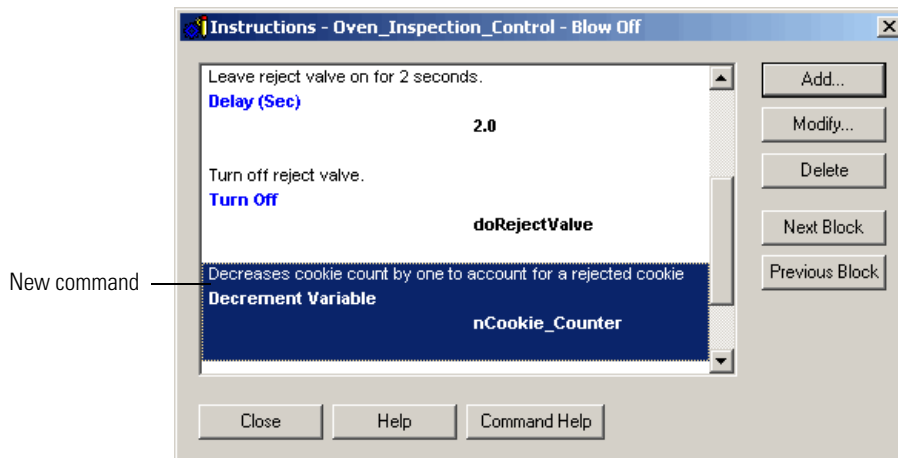 Instructions - Oven_Inspection_Control - Blow Off
Leave reject valve on for 2 seconds.
Delay (Sec)
2.0
Turn off reject valve.
Turn Off
doRejectValve
Decreases cookie count by one to account for a rejected cookie
Decrement Variable
nCookie_Counter
Add...
Modify...
Delete
Next Block
Previous Block
New command
Close
Help
Command Help